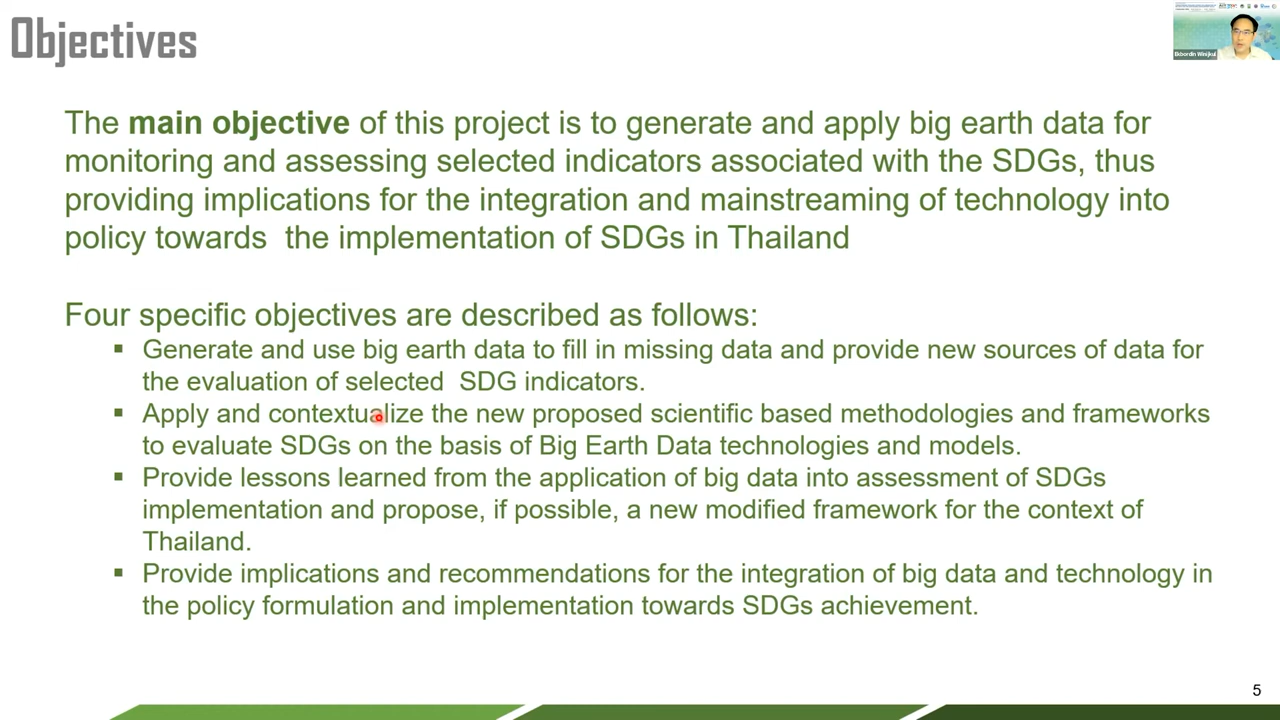 Objectives
Ekbordin Winijkul
The main objective of this project is to generate and apply big earth data for
monitoring and assessing selected indicators associated with the SDGs, thus
providing implications for the integration and mainstreaming of technology into
policy towards  the implementation of SDGs in Thailand
Four specific objectives are described as follows:
▪ Generate and use big earth data to fill in missing data and provide new sources of data for
the evaluation of selected  SDG indicators.
▪ Apply and contextualize the new proposed scientific based methodologies and frameworks
to evaluate SDGs on the basis of Big Earth Data technologies and models.
▪ Provide lessons learned from the application of big data into assessment of SDGs
implementation and propose, if possible, a new modified framework for the context of
Thailand.
▪ Provide implications and recommendations for the integration of big data and technology in
the policy formulation and implementation towards SDGs achievement.
5